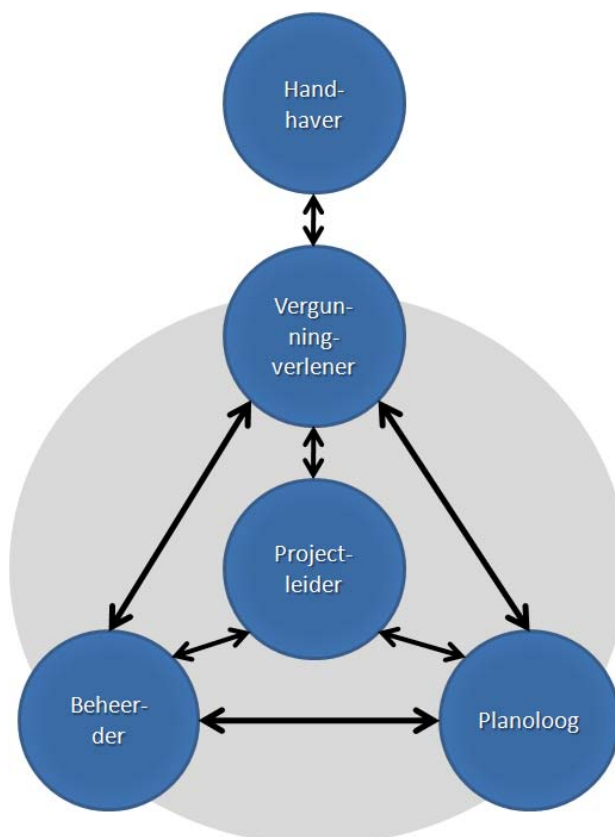 Hand-
haver
Vergun-
ning-
verlener
Project-
leider
Beheer-
der
Planoloog